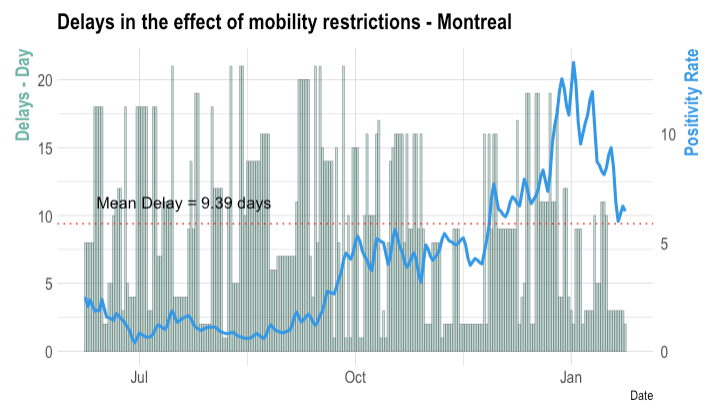 Delays in the effect of mobility restrictions - Montreal
Delays - Day
Positivity Rate
20
15
10
5
0
Mean Delay = 9.39 days
10
5
0
Jul
Oct
Jan
Date